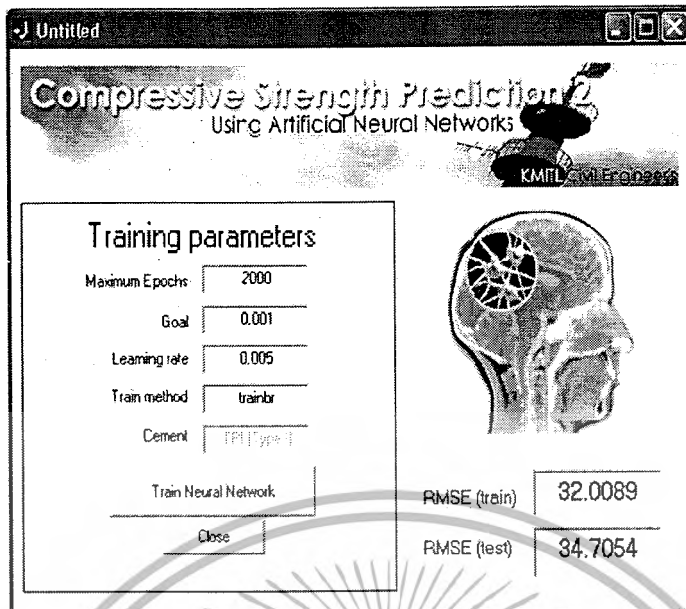 Untitled
Compressive Strength Prediction 2
Using Artificial Neural Networks
KMITL Civil Engineers
Training parameters
Maximum Epochs 2000
Goal 0.001
Learning rate 0.005
Train method trainbr
Cement
Train Neural Network
Close
RMSE (train) 32.0089
RMSE (test) 34.7054